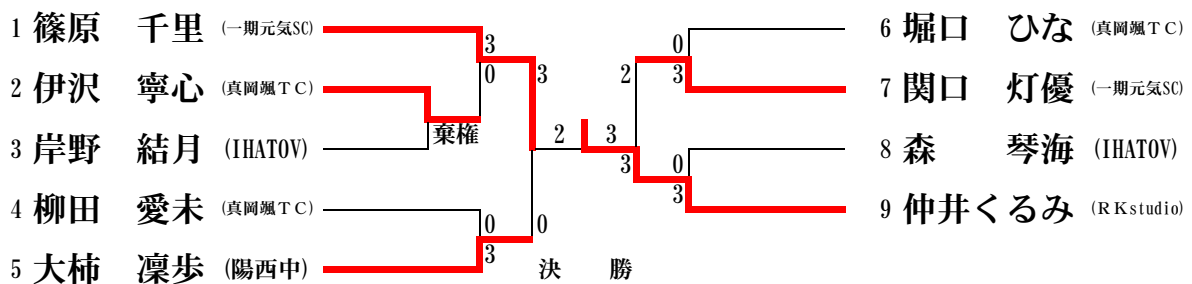 1 篠原 千里 (一期元気SC)
2 伊沢 寧心 (真岡颯TC)
3 岸野 結月 (IHATOV)
4 柳田 愛未 (真岡颯TC)
5 大柿 凜歩 (陽西中)
3
0
棄権
0
3
3
0
2
3
決 勝
2
3
0
3
0
3
6 堀口 ひな (真岡颯TC)
7 関口 灯優 (一期元気SC)
8 森 琴海 (IHATOV)
9 仲井くるみ (RKstudio)